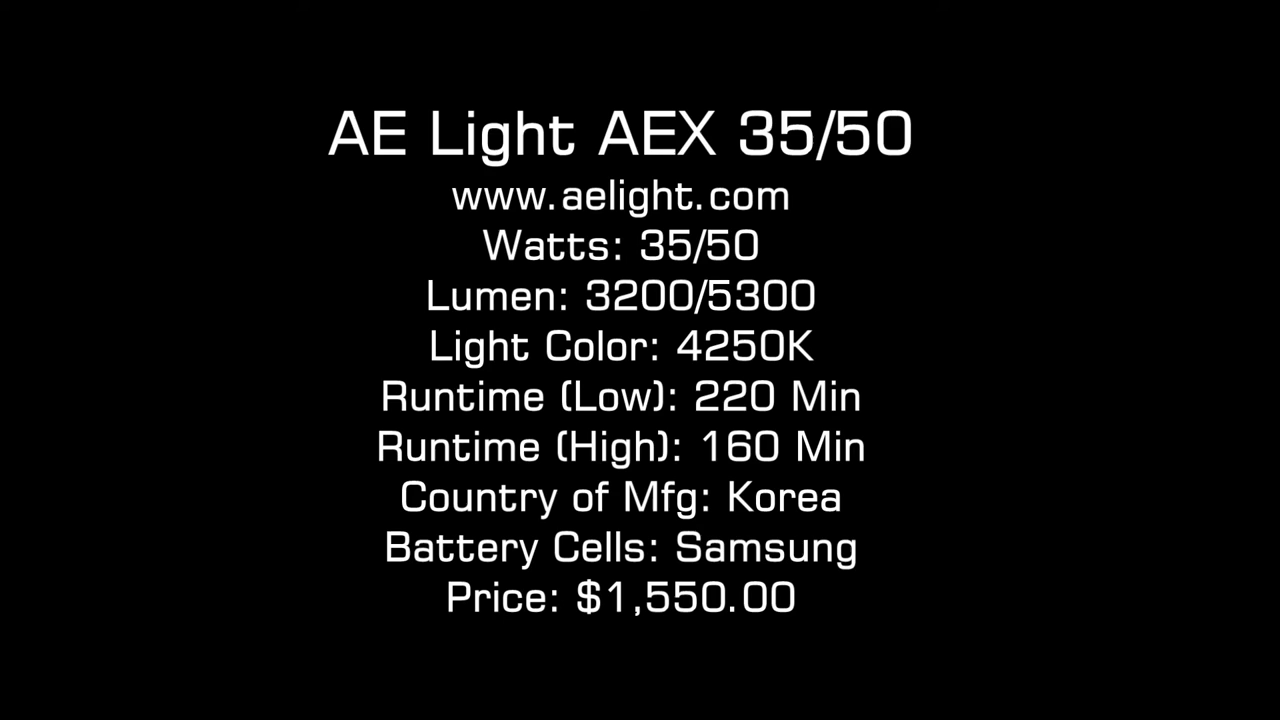 AE Light AEX 35/50
www.aelight.com
Watts: 35/50
Lumen: 3200/5300
Light Color: 4250K
Runtime (Low): 220 Min
Runtime (High): 160 Min
Country of Mfg: Korea
Battery Cells: Samsung
Price: $1,550.00